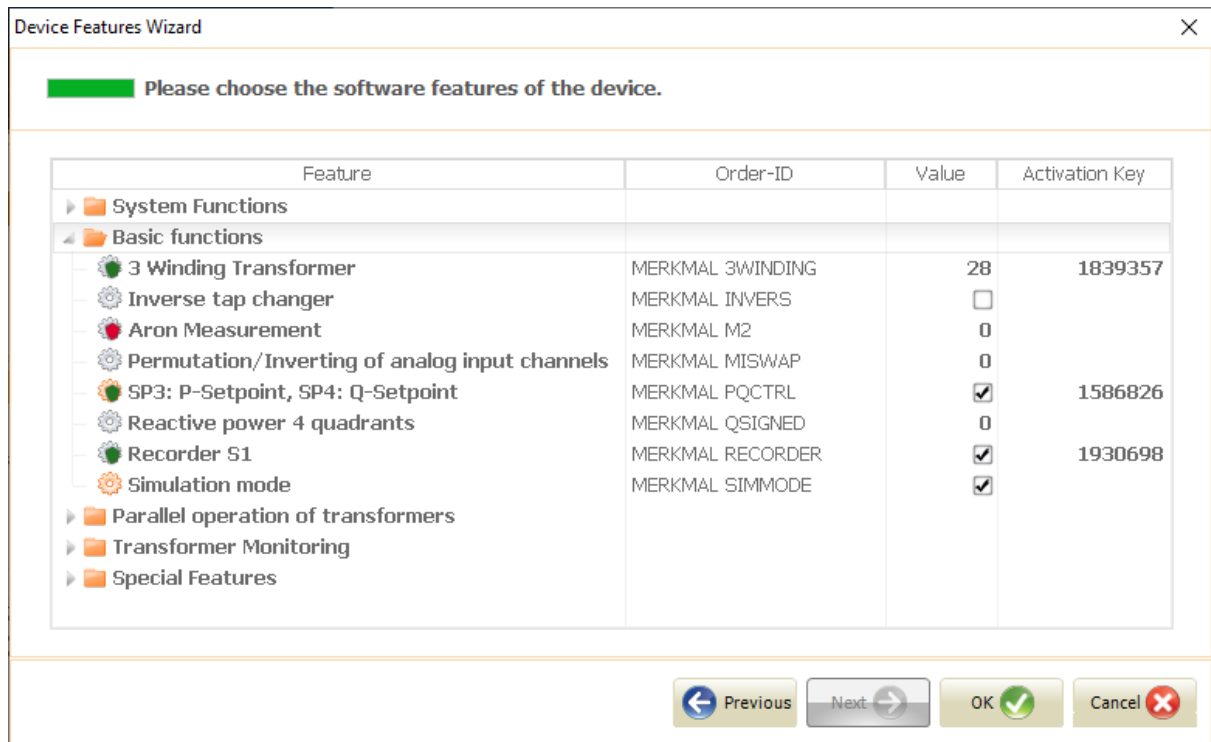 Device Features Wizard
Please choose the software features of the device.
Feature Order-ID Value Activation Key
System Functions
Basic functions
3 Winding Transformer MERKMAL 3WINDING 28 1839357
Inverse tap changer MERKMAL INVERS
Aron Measurement MERKMAL M2 0
Permutation/Inverting of analog input channels MERKMAL MISWAP 0
SP3: P-Setpoint, SP4: Q-Setpoint MERKMAL PQCTRL 1586826
Reactive power 4 quadrants MERKMAL QSIGNED 0
Recorder S1 MERKMAL RECORDER 1930698
Simulation mode MERKMAL SIMMODE
Parallel operation of transformers
Transformer Monitoring
Special Features
Previous Next OK Cancel